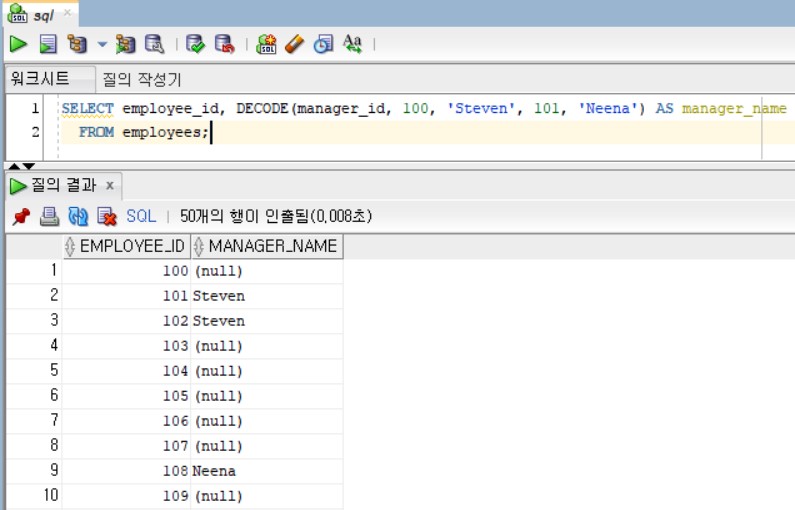 sql
워크시트 질의 작성기
1 SELECT employee_id, DECODE(manager_id, 100, 'Steven', 101, 'Neena') AS manager_name
2 FROM employees;
질의 결과 x
SQL | 50개의 행이 인출됨(0,008초)
EMPLOYEE_ID MANAGER_NAME
1 100 (null)
2 101 Steven
3 102 Steven
4 103 (null)
5 104 (null)
6 105 (null)
7 106 (null)
8 107 (null)
9 108 Neena
10 109 (null)